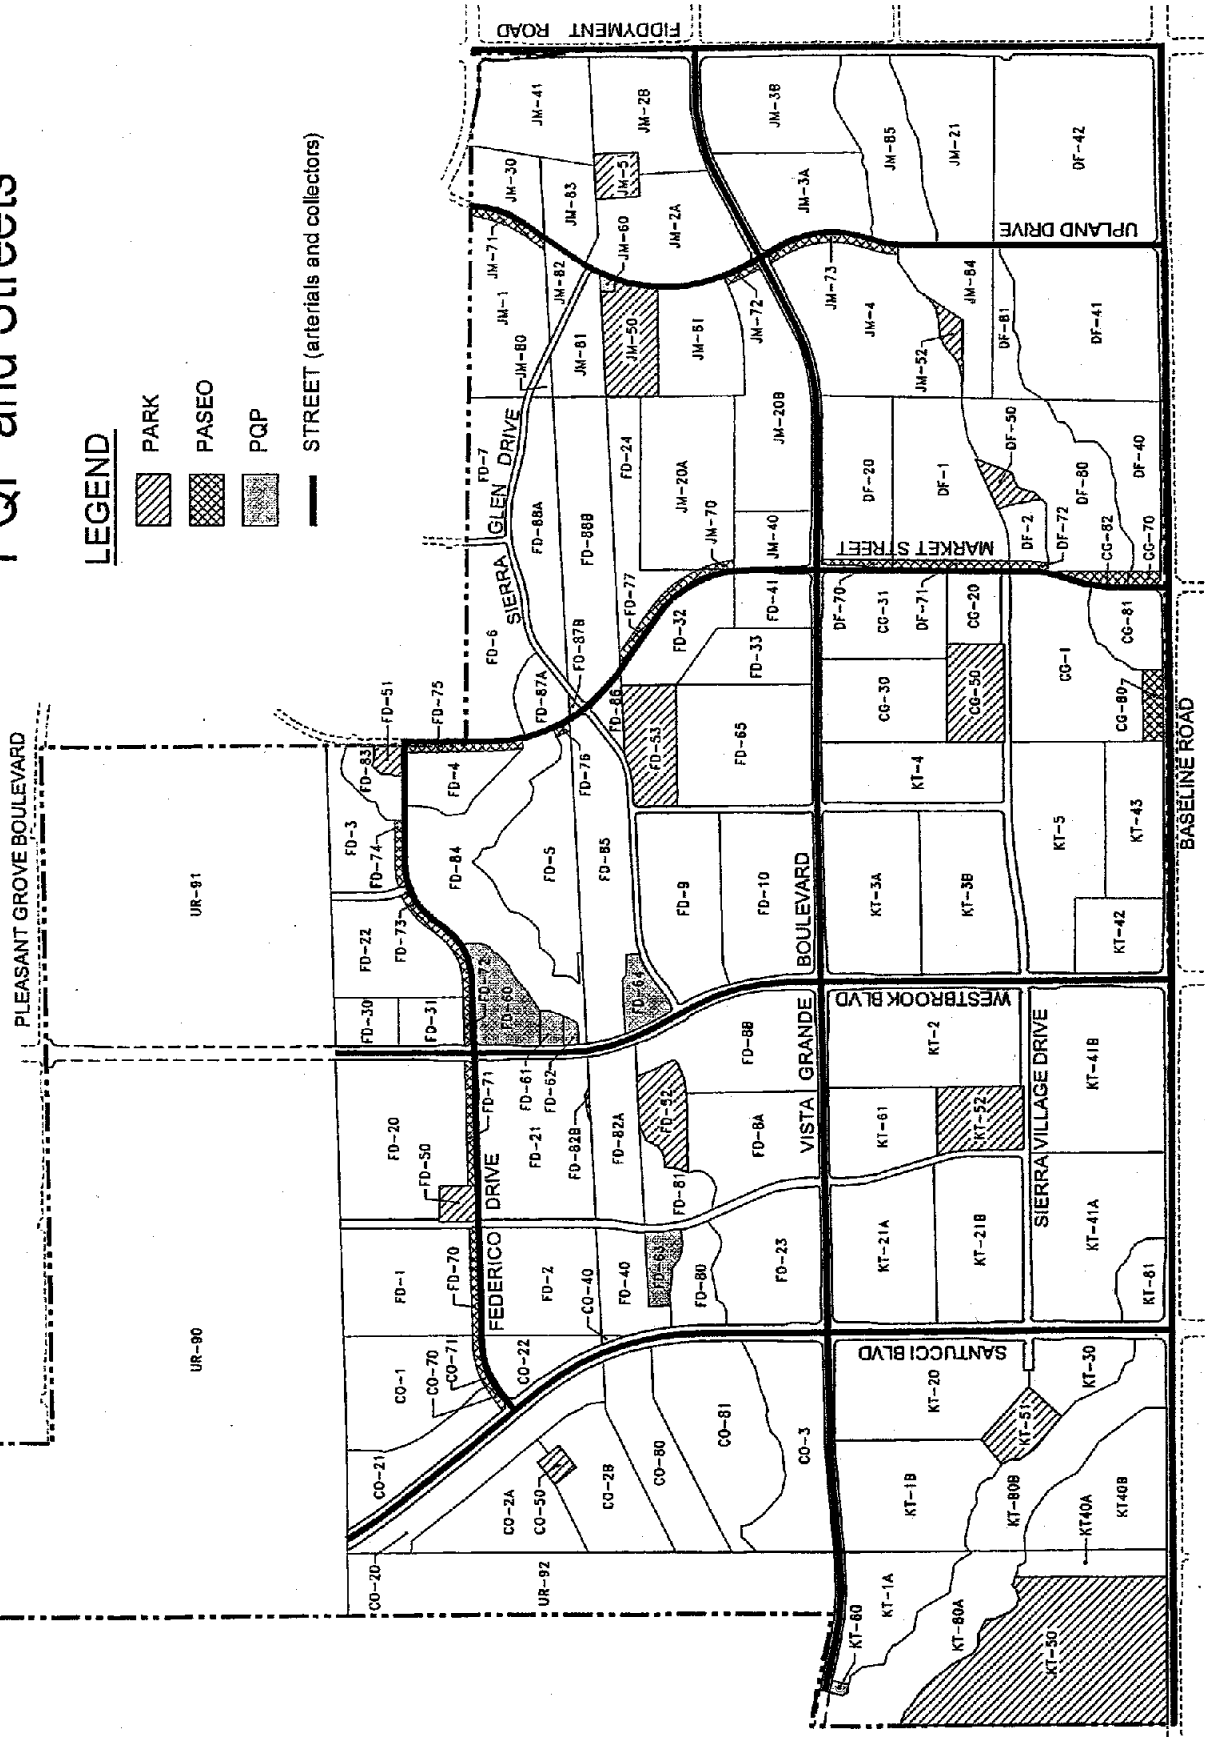 PQP and Streets
LEGEND
PARK
PASEO
PQP
STREET (arterials and collectors)
PLEASANT GROVE BOULEVARD
FIDDYMENT ROAD
UPLAND DRIVE
MARKET STREET
SIERRA GLEN DRIVE
BASELINE ROAD
VISTA GRANDE BOULEVARD
WESTBROOK BLVD
SIERRA VILLAGE DRIVE
FEDERICO DRIVE
SANTUCCI BLVD
UR-90
UR-91
UR-92
JM-41
JM-30
JM-83
JM-71
JM-1
JM-82
JM-80
JM-81
JM-2B
JM-5
JM-60
JM-2A
JM-50
JM-61
JM-72
JM-3B
JM-3A
JM-73
JM-85
JM-21
JM-4
JM-84
JM-52
JM-20B
JM-20A
JM-70
JM-40
DF-42
DF-81
DF-41
DF-50
DF-20
DF-1
DF-2
DF-80
DF-40
DF-72
DF-70
DF-71
CG-82
CG-70
CG-31
CG-20
CG-81
CG-30
CG-50
CG-1
CG-80
FD-7
FD-24
FD-88A
FD-88B
FD-6
FD-87B
FD-87A
FD-77
FD-32
FD-41
FD-33
FD-86
FD-53
FD-63
FD-51
FD-75
FD-83
FD-4
FD-76
FD-3
FD-74
FD-84
FD-5
FD-85
FD-9
FD-10
FD-22
FD-73
FD-30
FD-31
FD-72
FD-60
FD-61
FD-62
FD-64
FD-8B
FD-20
FD-71
FD-21
FD-82B
FD-82A
FD-52
FD-8A
FD-50
FD-81
FD-1
FD-70
FD-2
FD-40
FD-63
FD-80
FD-23
CO-40
CO-1
CO-70
CO-71
CO-22
CO-21
CO-20
CO-2A
CO-50
CO-2B
CO-80
CO-81
CO-3
KT-4
KT-5
KT-43
KT-3A
KT-3B
KT-42
KT-2
KT-61
KT-52
KT-41B
KT-21A
KT-21B
KT-41A
KT-81
KT-20
KT-30
KT-51
KT-1B
KT-80B
KT40A
KT40B
KT-1A
KT-60
KT-80A
KT-50